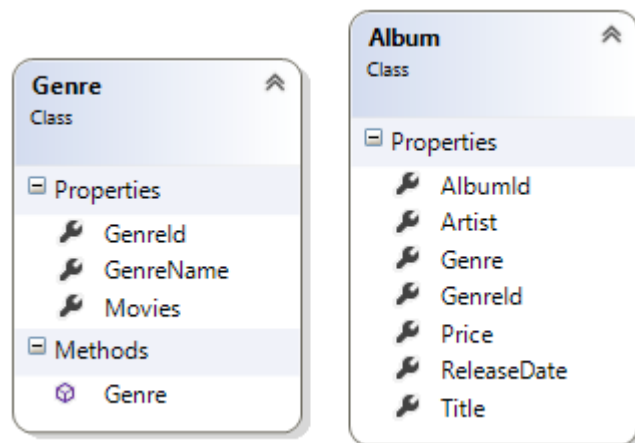 Genre
Class
Properties
GenreId
GenreName
Movies
Methods
Genre
Album
Class
Properties
AlbumId
Artist
Genre
GenreId
Price
ReleaseDate
Title